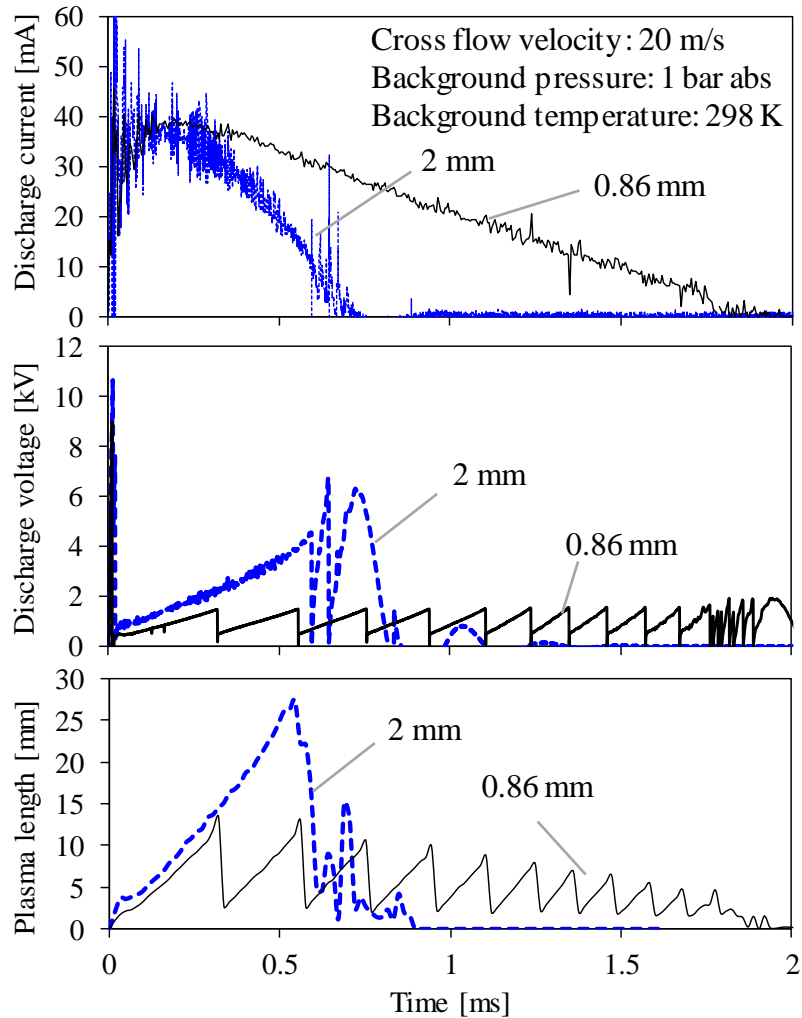 Discharge current [mA]
60
50
40
30
20
10
0
Cross flow velocity: 20 m/s
Background pressure: 1 bar abs
Background temperature: 298 K
2 mm
0.86 mm
Discharge voltage [kV]
12
10
8
6
4
2
0
2 mm
0.86 mm
Plasma length [mm]
30
25
20
15
10
5
0
2 mm
0.86 mm
0 0.5 1 1.5 2
Time [ms]